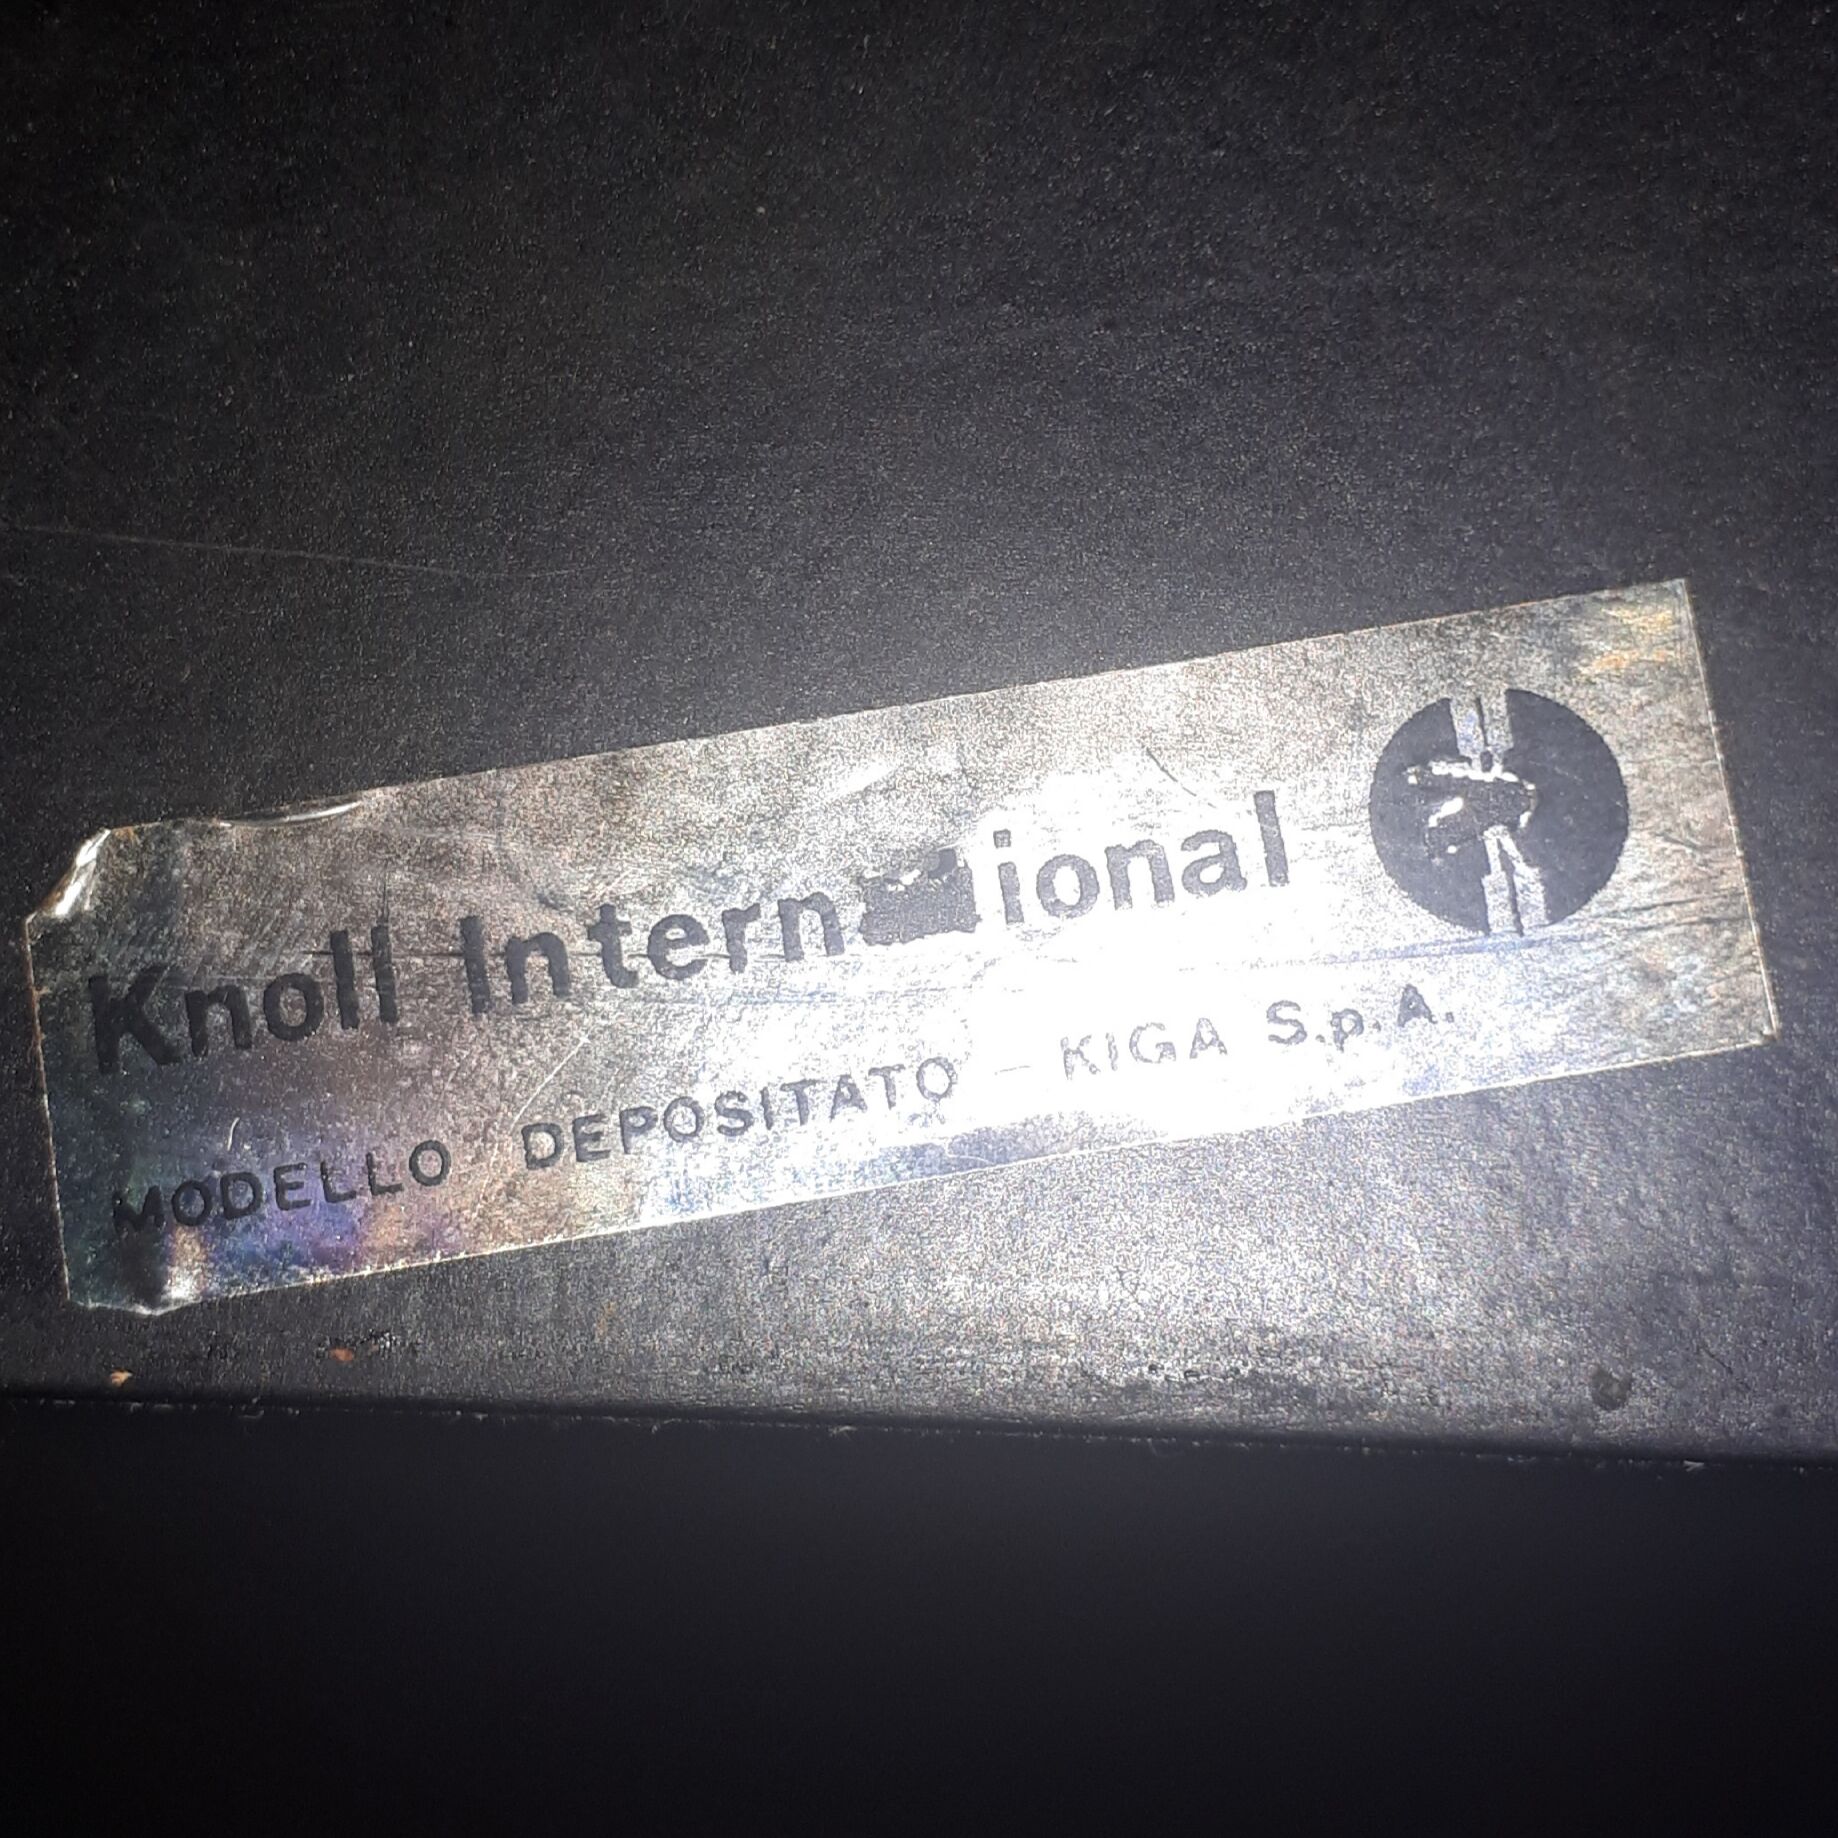 Knoll International
MODELLO DEPOSITATO – KIGA S.p.A.